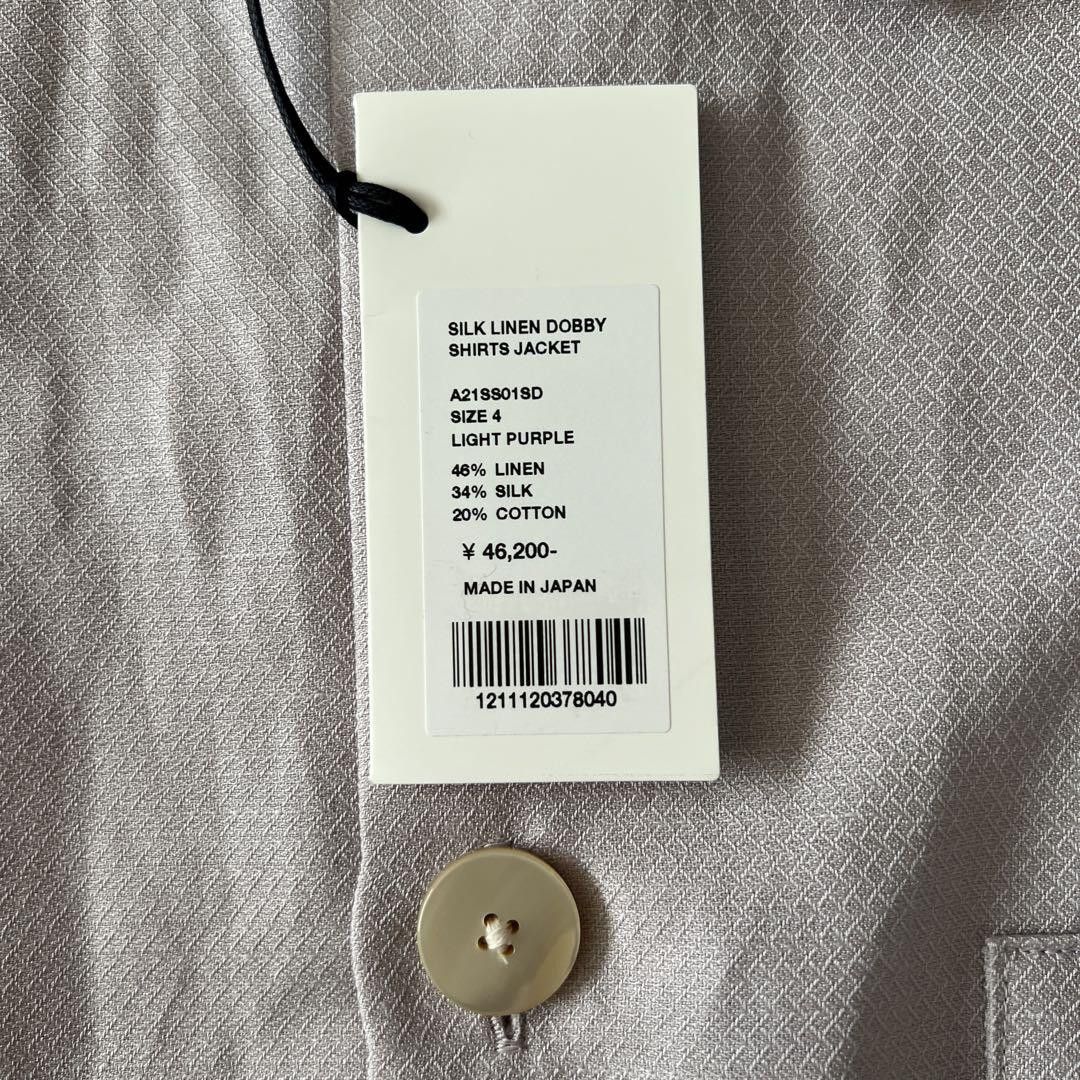 SILK LINEN DOBBY
SHIRTS JACKET
A21SS01SD
SIZE 4
LIGHT PURPLE
46% LINEN
34% SILK
20% COTTON
¥ 46,200-
MADE IN JAPAN
1211120378040